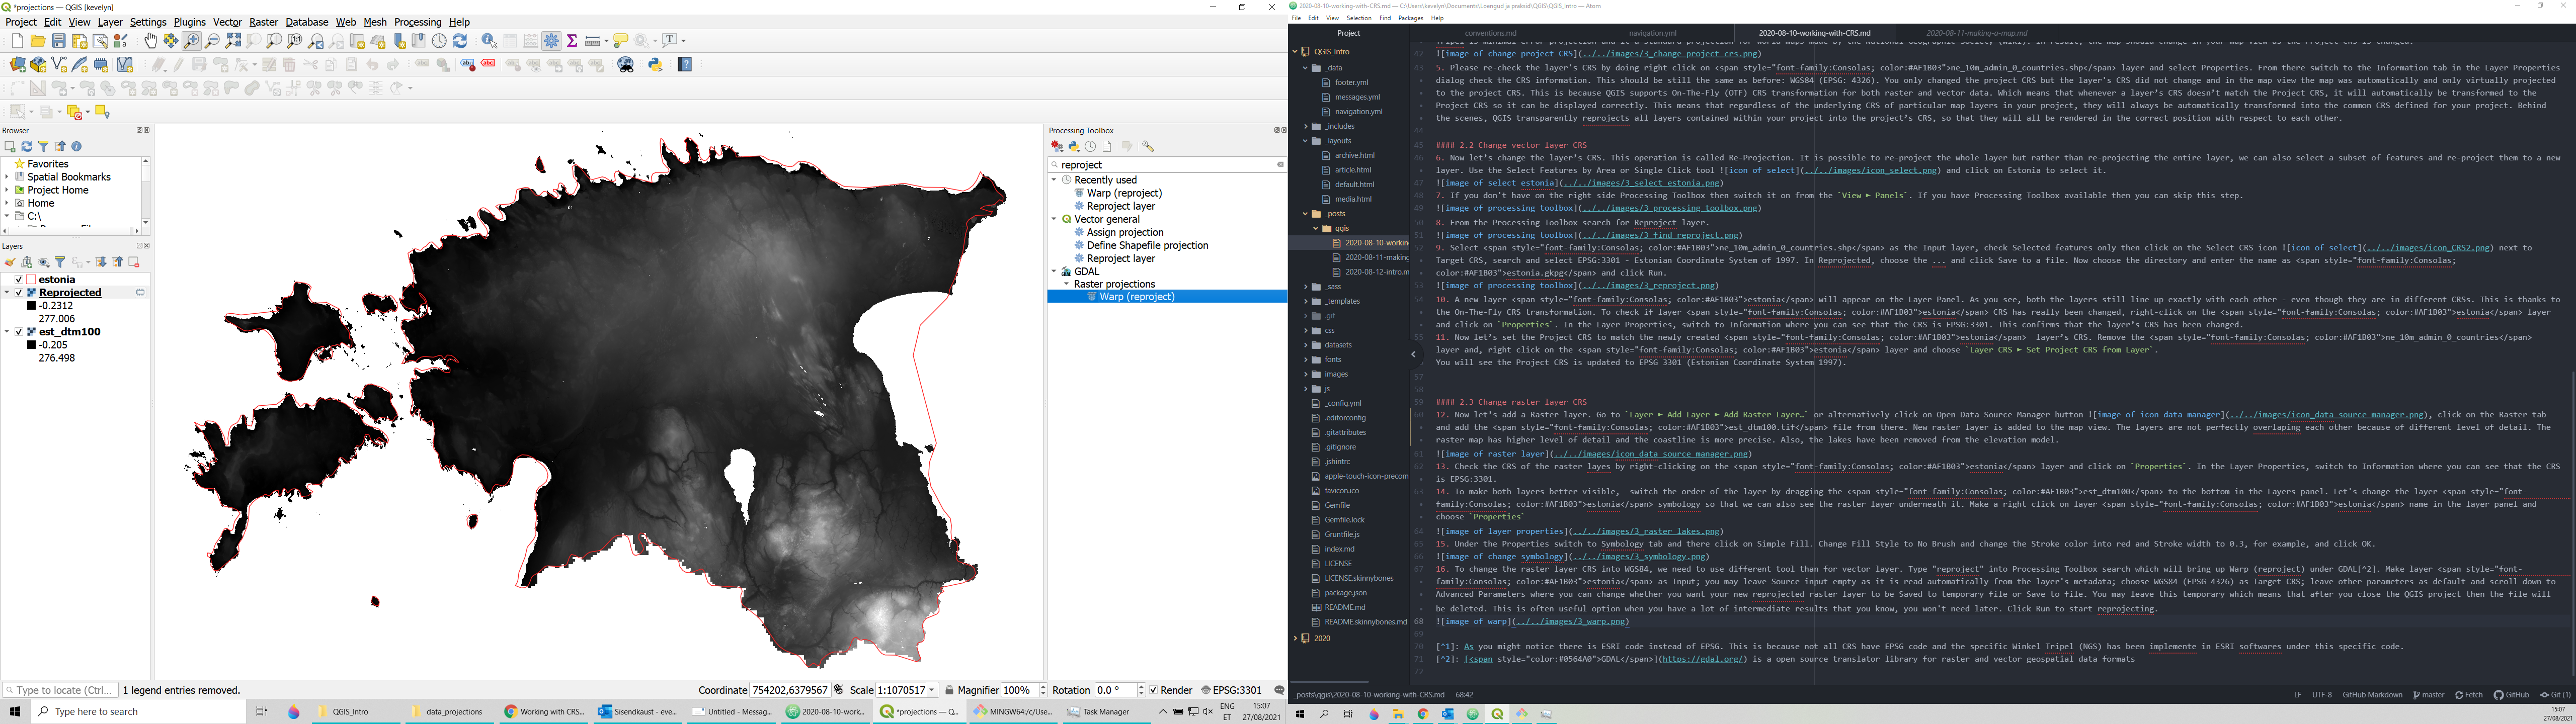 *projections — QGIS [kevelyn]
Project Edit View Layer Settings Plugins Vector Raster Database Web Mesh Processing Help
Browser
Favorites
Spatial Bookmarks
Project Home
Home
C:\
Layers
estonia
Reprojected
-0.2312
277.006
est_dtm100
-0.205
276.498
Processing Toolbox
reproject
Recently used
Warp (reproject)
Reproject layer
Vector general
Assign projection
Define Shapefile projection
Reproject layer
GDAL
Raster projections
Warp (reproject)
Type to locate (Ctrl... 1 legend entries removed. Coordinate 754202,6379567 Scale 1:1070517 Magnifier 100% Rotation 0.0 ° Render EPSG:3301
Type here to search QGIS_Intro data_projections Working with CRS... Sisendkaust - eve... Untitled - Messag... 2020-08-10-work... *projections — Q... MINGW64:/c/Use... Task Manager ENG ET 15:07 27/08/2021
2020-08-10-working-with-CRS.md — C:\Users\kevelyn\Documents\Loengud ja praksid\QGIS\QGIS_Intro — Atom
File Edit View Selection Find Packages Help
Project conventions.md navigation.yml 2020-08-10-working-with-CRS.md 2020-08-11-making-a-map.md
QGIS_Intro
_data
footer.yml
messages.yml
navigation.yml
_includes
_layouts
archive.html
article.html
default.html
media.html
_posts
qgis
2020-08-10-workin
2020-08-11-making
2020-08-12-intro.m
_sass
_templates
.git
css
datasets
fonts
images
js
_config.yml
.editorconfig
.gitattributes
.gitignore
.jshintrc
apple-touch-icon-precom
favicon.ico
Gemfile
Gemfile.lock
Gruntfile.js
index.md
LICENSE
LICENSE.skinnybones
package.json
README.md
README.skinnybones.md
2020
42 ![image of change project CRS](../../images/3_change_project_crs.png)
43 5. Please re-check the layer's CRS by doing right click on <span style="font-family:Consolas; color:#AF1B03">ne_10m_admin_0_countries.shp</span> layer and select Properties. From there switch to the Information tab in the Layer Properties
dialog check the CRS information. This should be still the same as before: WGS84 (EPSG: 4326). You only changed the project CRS but the layer's CRS did not change and in the map view the map was automatically and only virtually projected
to the project CRS. This is because QGIS supports On-The-Fly (OTF) CRS transformation for both raster and vector data. Which means that whenever a layer's CRS doesn't match the Project CRS, it will automatically be transformed to the
Project CRS so it can be displayed correctly. This means that regardless of the underlying CRS of particular map layers in your project, they will always be automatically transformed into the common CRS defined for your project. Behind
the scenes, QGIS transparently reprojects all layers contained within your project into the project's CRS, so that they will all be rendered in the correct position with respect to each other.
44
45 #### 2.2 Change vector layer CRS
46 6. Now let's change the layer's CRS. This operation is called Re-Projection. It is possible to re-project the whole layer but rather than re-projecting the entire layer, we can also select a subset of features and re-project them to a new
layer. Use the Select Features by Area or Single Click tool ![icon of select](../../images/icon_select.png) and click on Estonia to select it.
47 ![image of select estonia](../../images/3_select_estonia.png)
48 7. If you don't have on the right side Processing Toolbox then switch it on from the `View ► Panels`. If you have Processing Toolbox available then you can skip this step.
49 ![image of processing toolbox](../../images/3_processing_toolbox.png)
50 8. From the Processing Toolbox search for Reproject layer.
51 ![image of processing toolbox](../../images/3_find_reproject.png)
52 9. Select <span style="font-family:Consolas; color:#AF1B03">ne_10m_admin_0_countries.shp</span> as the Input layer, check Selected features only then click on the Select CRS icon ![icon of select](../../images/icon_CRS2.png) next to
Target CRS, search and select EPSG:3301 - Estonian Coordinate System of 1997. In Reprojected, choose the ... and click Save to a file. Now choose the directory and enter the name as <span style="font-family:Consolas;
color:#AF1B03">estonia.gkpg</span> and click Run.
53 ![image of processing toolbox](../../images/3_reproject.png)
54 10. A new layer <span style="font-family:Consolas; color:#AF1B03">estonia</span> will appear on the Layer Panel. As you see, both the layers still line up exactly with each other - even though they are in different CRSs. This is thanks to
the On-The-Fly CRS transformation. To check if layer <span style="font-family:Consolas; color:#AF1B03">estonia</span> CRS has really been changed, right-click on the <span style="font-family:Consolas; color:#AF1B03">estonia</span> layer
and click on `Properties`. In the Layer Properties, switch to Information where you can see that the CRS is EPSG:3301. This confirms that the layer's CRS has been changed.
55 11. Now let's set the Project CRS to match the newly created <span style="font-family:Consolas; color:#AF1B03">estonia</span> layer's CRS. Remove the <span style="font-family:Consolas; color:#AF1B03">ne_10m_admin_0_countries</span>
layer and, right click on the <span style="font-family:Consolas; color:#AF1B03">estonia</span> layer and choose `Layer CRS ► Set Project CRS from Layer`.
You will see the Project CRS is updated to EPSG 3301 (Estonian Coordinate System 1997).
57
58
59 #### 2.3 Change raster layer CRS
60 12. Now let's add a Raster layer. Go to `Layer ► Add Layer ► Add Raster Layer…` or alternatively click on Open Data Source Manager button ![image of icon data manager](../../images/icon_data_source_manager.png), click on the Raster tab
and add the <span style="font-family:Consolas; color:#AF1B03">est_dtm100.tif</span> file from there. New raster layer is added to the map view. The layers are not perfectly overlaping each other because of different level of detail. The
raster map has higher level of detail and the coastline is more precise. Also, the lakes have been removed from the elevation model.
61 ![image of raster layer](../../images/icon_data_source_manager.png)
62 13. Check the CRS of the raster layes by right-clicking on the <span style="font-family:Consolas; color:#AF1B03">estonia</span> layer and click on `Properties`. In the Layer Properties, switch to Information where you can see that the CRS
is EPSG:3301.
63 14. To make both layers better visible, switch the order of the layer by dragging the <span style="font-family:Consolas; color:#AF1B03">est_dtm100</span> to the bottom in the Layers panel. Let's change the layer <span style="font-
family:Consolas; color:#AF1B03">estonia</span> symbology so that we can also see the raster layer underneath it. Make a right click on layer <span style="font-family:Consolas; color:#AF1B03">estonia</span> name in the layer panel and
choose `Properties`
64 ![image of layer properties](../../images/3_raster_lakes.png)
65 15. Under the Properties switch to Symbology tab and there click on Simple Fill. Change Fill Style to No Brush and change the Stroke color into red and Stroke width to 0.3, for example, and click OK.
66 ![image of change symbology](../../images/3_symbology.png)
67 16. To change the raster layer CRS into WGS84, we need to use different tool than for vector layer. Type "reproject" into Processing Toolbox search which will bring up Warp (reproject) under GDAL[^2]. Make layer <span style="font-
family:Consolas; color:#AF1B03">estonia</span> as Input; you may leave Source input empty as it is read automatically from the layer's metadata; choose WGS84 (EPSG 4326) as Target CRS; leave other parameters as default and scroll down to
Advanced Parameters where you can change whether you want your new reprojected raster layer to be Saved to temporary file or Save to file. You may leave this temporary which means that after you close the QGIS project then the file will
be deleted. This is often useful option when you have a lot of intermediate results that you know, you won't need later. Click Run to start reprojecting.
68 ![image of warp](../../images/3_warp.png)
69
70 [^1]: As you might notice there is ESRI code instead of EPSG. This is because not all CRS have EPSG code and the specific Winkel Tripel (NGS) has been implemente in ESRI softwares under this specific code.
71 [^2]: [<span style="color:#0564A0">GDAL</span>](https://gdal.org/) is a open source translator library for raster and vector geospatial data formats
72
_posts\qgis\2020-08-10-working-with-CRS.md 68:42 LF UTF-8 GitHub Markdown master Fetch GitHub Git (1)
15:07
27/08/2021